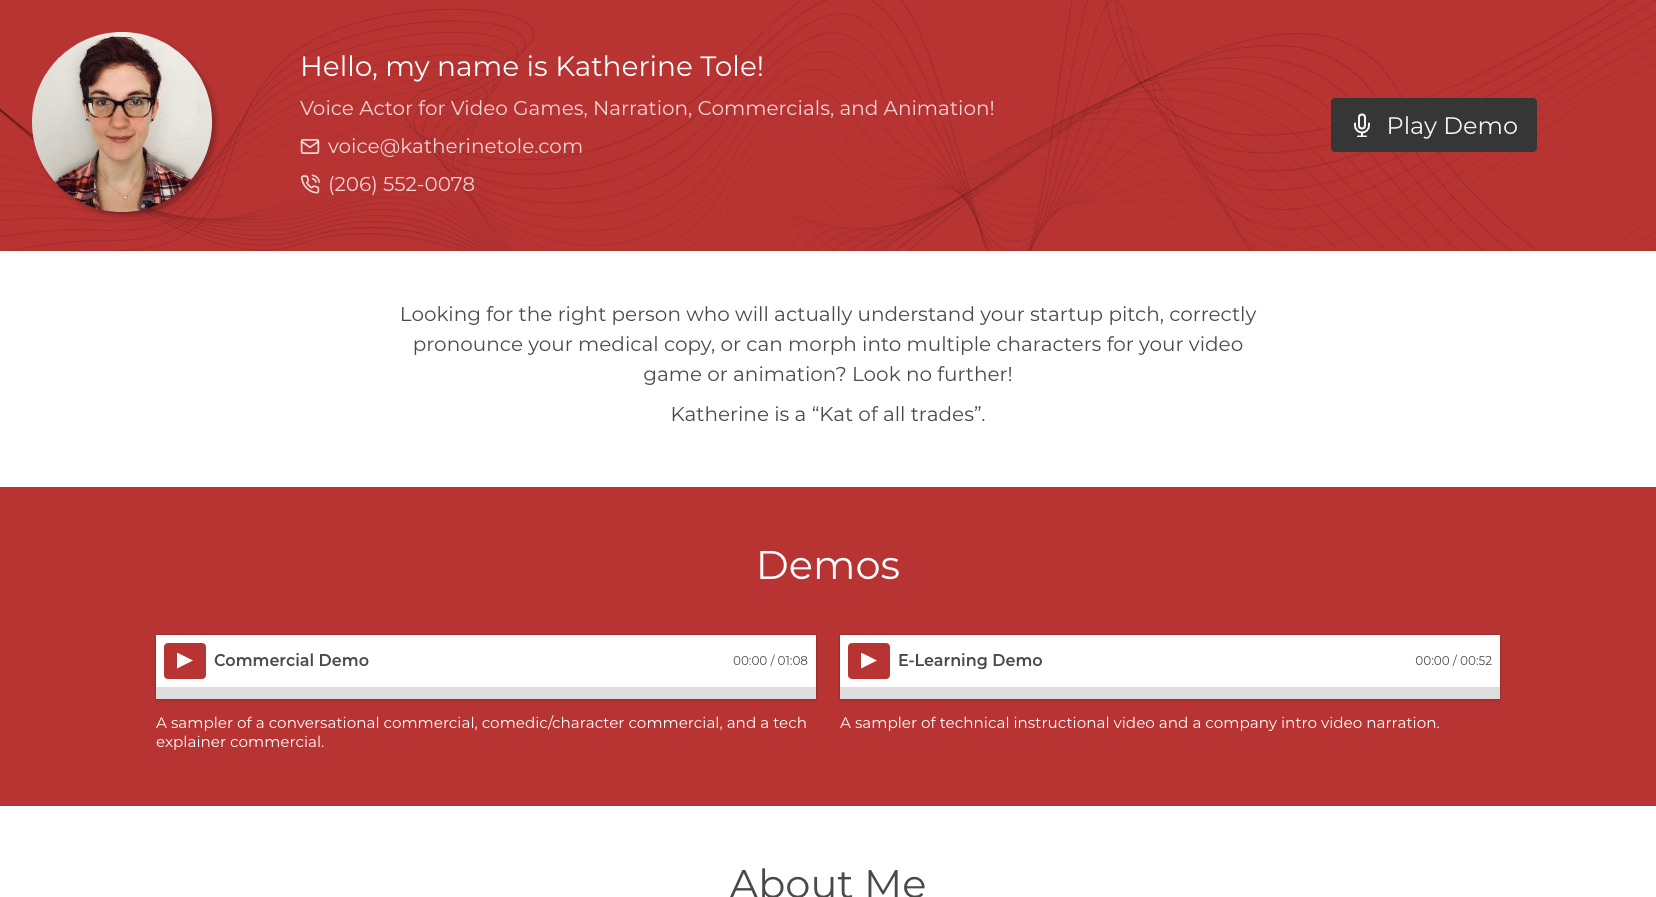 Hello, my name is Katherine Tole!
Voice Actor for Video Games, Narration, Commercials, and Animation!
voice@katherinetole.com
(206) 552-0078
Play Demo
Looking for the right person who will actually understand your startup pitch, correctly
pronounce your medical copy, or can morph into multiple characters for your video
game or animation? Look no further!
Katherine is a “Kat of all trades”.
Demos
Commercial Demo
00:00 / 01:08
A sampler of a conversational commercial, comedic/character commercial, and a tech
explainer commercial.
E-Learning Demo
00:00 / 00:52
A sampler of technical instructional video and a company intro video narration.
About Me